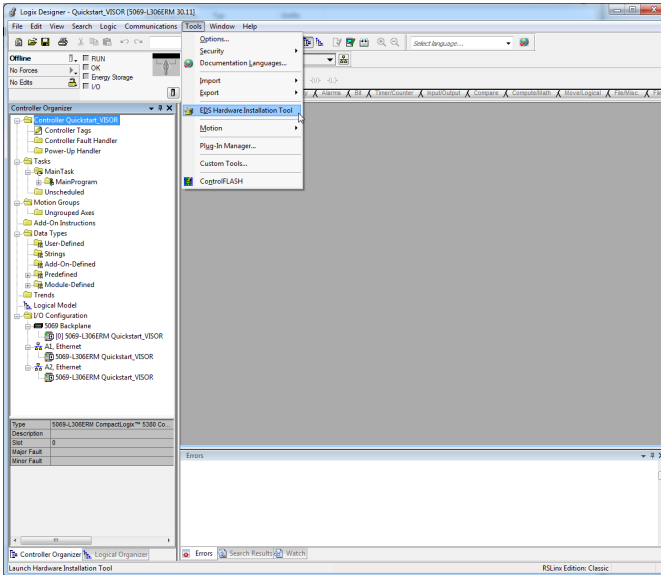 Logix Designer - Quickstart_VISOR [5069-L306ERM 30.11]
File Edit View Search Logic Communications Tools Window Help
Select language...
Offline
RUN
No Forces
OK
Energy Storage
No Edits
I/O
Options...
Security
Documentation Languages...
Import
Export
EDS Hardware Installation Tool
Motion
Plug-In Manager...
Custom Tools...
ControlFLASH
Alarms Bit Timer/Counter Input/Output Compare Compute/Math Move/Logical File/Misc.
Controller Organizer
Controller Quickstart_VISOR
Controller Tags
Controller Fault Handler
Power-Up Handler
Tasks
MainTask
MainProgram
Unscheduled
Motion Groups
Ungrouped Axes
Add-On Instructions
Data Types
User-Defined
Strings
Add-On-Defined
Predefined
Module-Defined
Trends
Logical Model
I/O Configuration
5069 Backplane
[0] 5069-L306ERM Quickstart_VISOR
A1, Ethernet
5069-L306ERM Quickstart_VISOR
A2, Ethernet
5069-L306ERM Quickstart_VISOR
Type 5069-L306ERM CompactLogix™ 5380 Co...
Description
Slot 0
Major Fault
Minor Fault
Errors
Controller Organizer Logical Organizer
Errors Search Results Watch
Launch Hardware Installation Tool
RSLinx Edition: Classic